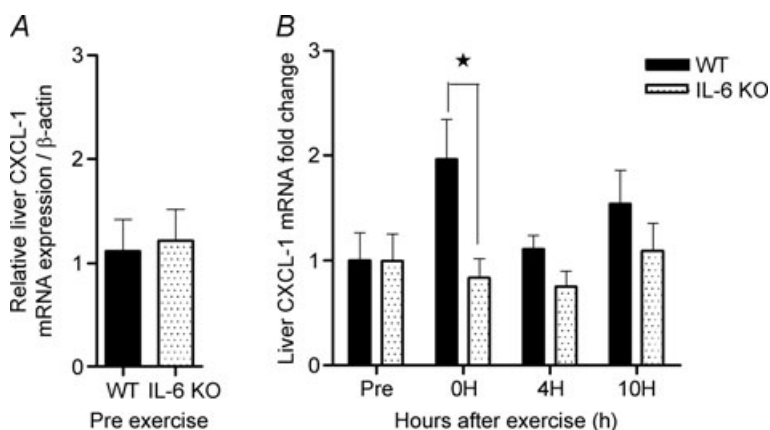 A
Relative liver CXCL-1
mRNA expression / β-actin
3
2
1
0
WT IL-6 KO
Pre exercise
B
Liver CXCL-1 mRNA fold change
3
2
1
0
★
Pre 0H 4H 10H
Hours after exercise (h)
WT
IL-6 KO